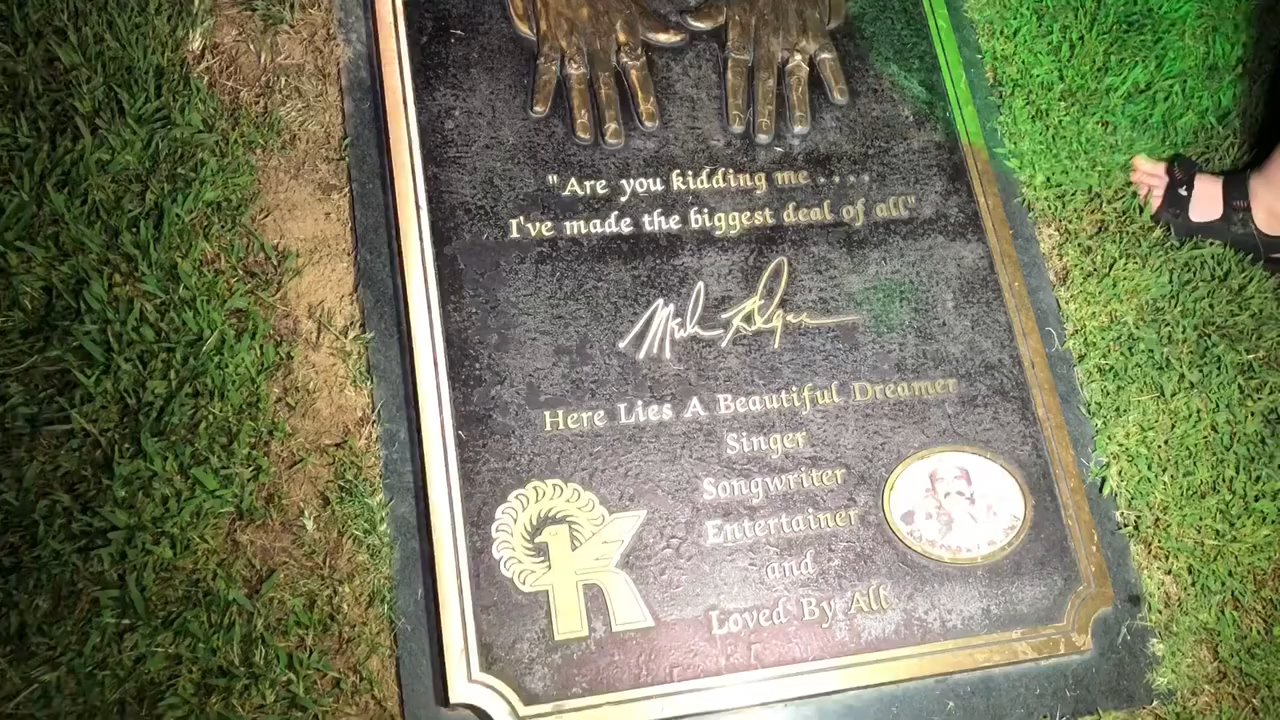 "Are you kidding me . . . .
I've made the biggest deal of all"
Here Lies A Beautiful Dreamer
Singer
Songwriter
Entertainer
and
Loved By All
K